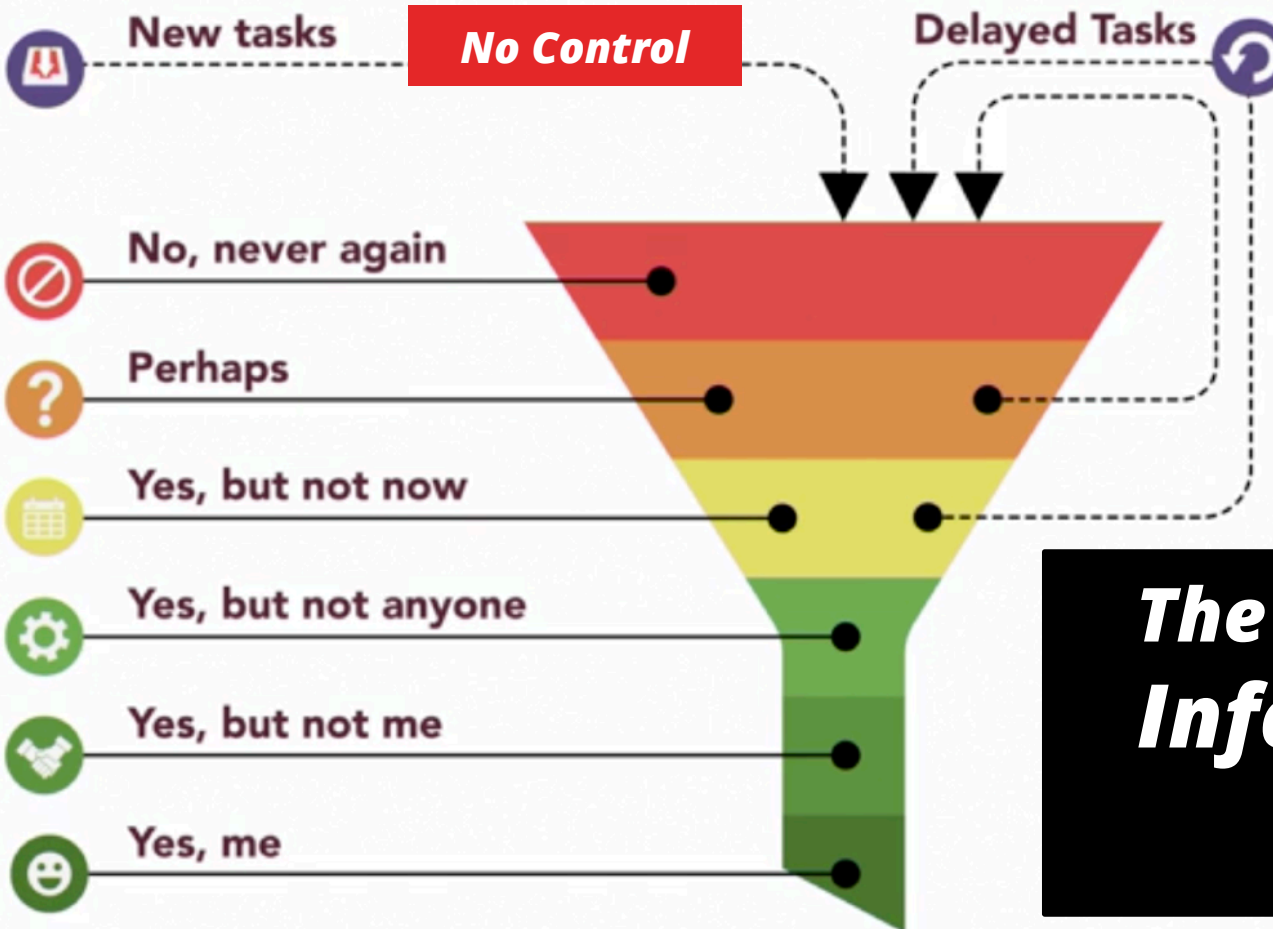 New tasks
No Control
Delayed Tasks
No, never again
Perhaps
Yes, but not now
Yes, but not anyone
Yes, but not me
Yes, me
The